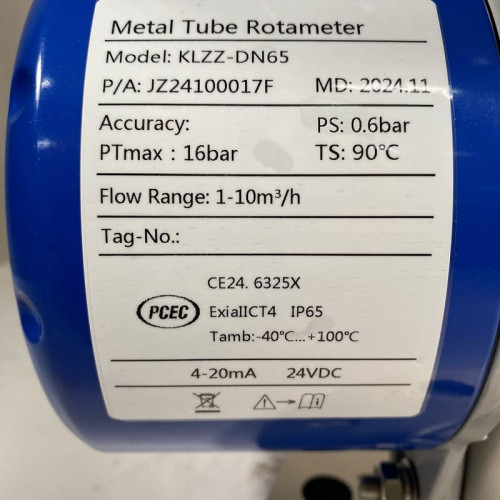 Metal Tube Rotameter
Model: KLZZ-DN65
P/A: JZ24100017F MD: 2024.11
Accuracy: PS: 0.6bar
PTmax : 16bar TS: 90℃
Flow Range: 1-10m³/h
Tag-No.:
CE24. 6325X
PCEC ExiaIICT4 IP65
Tamb:-40℃...+100℃
4-20mA 24VDC